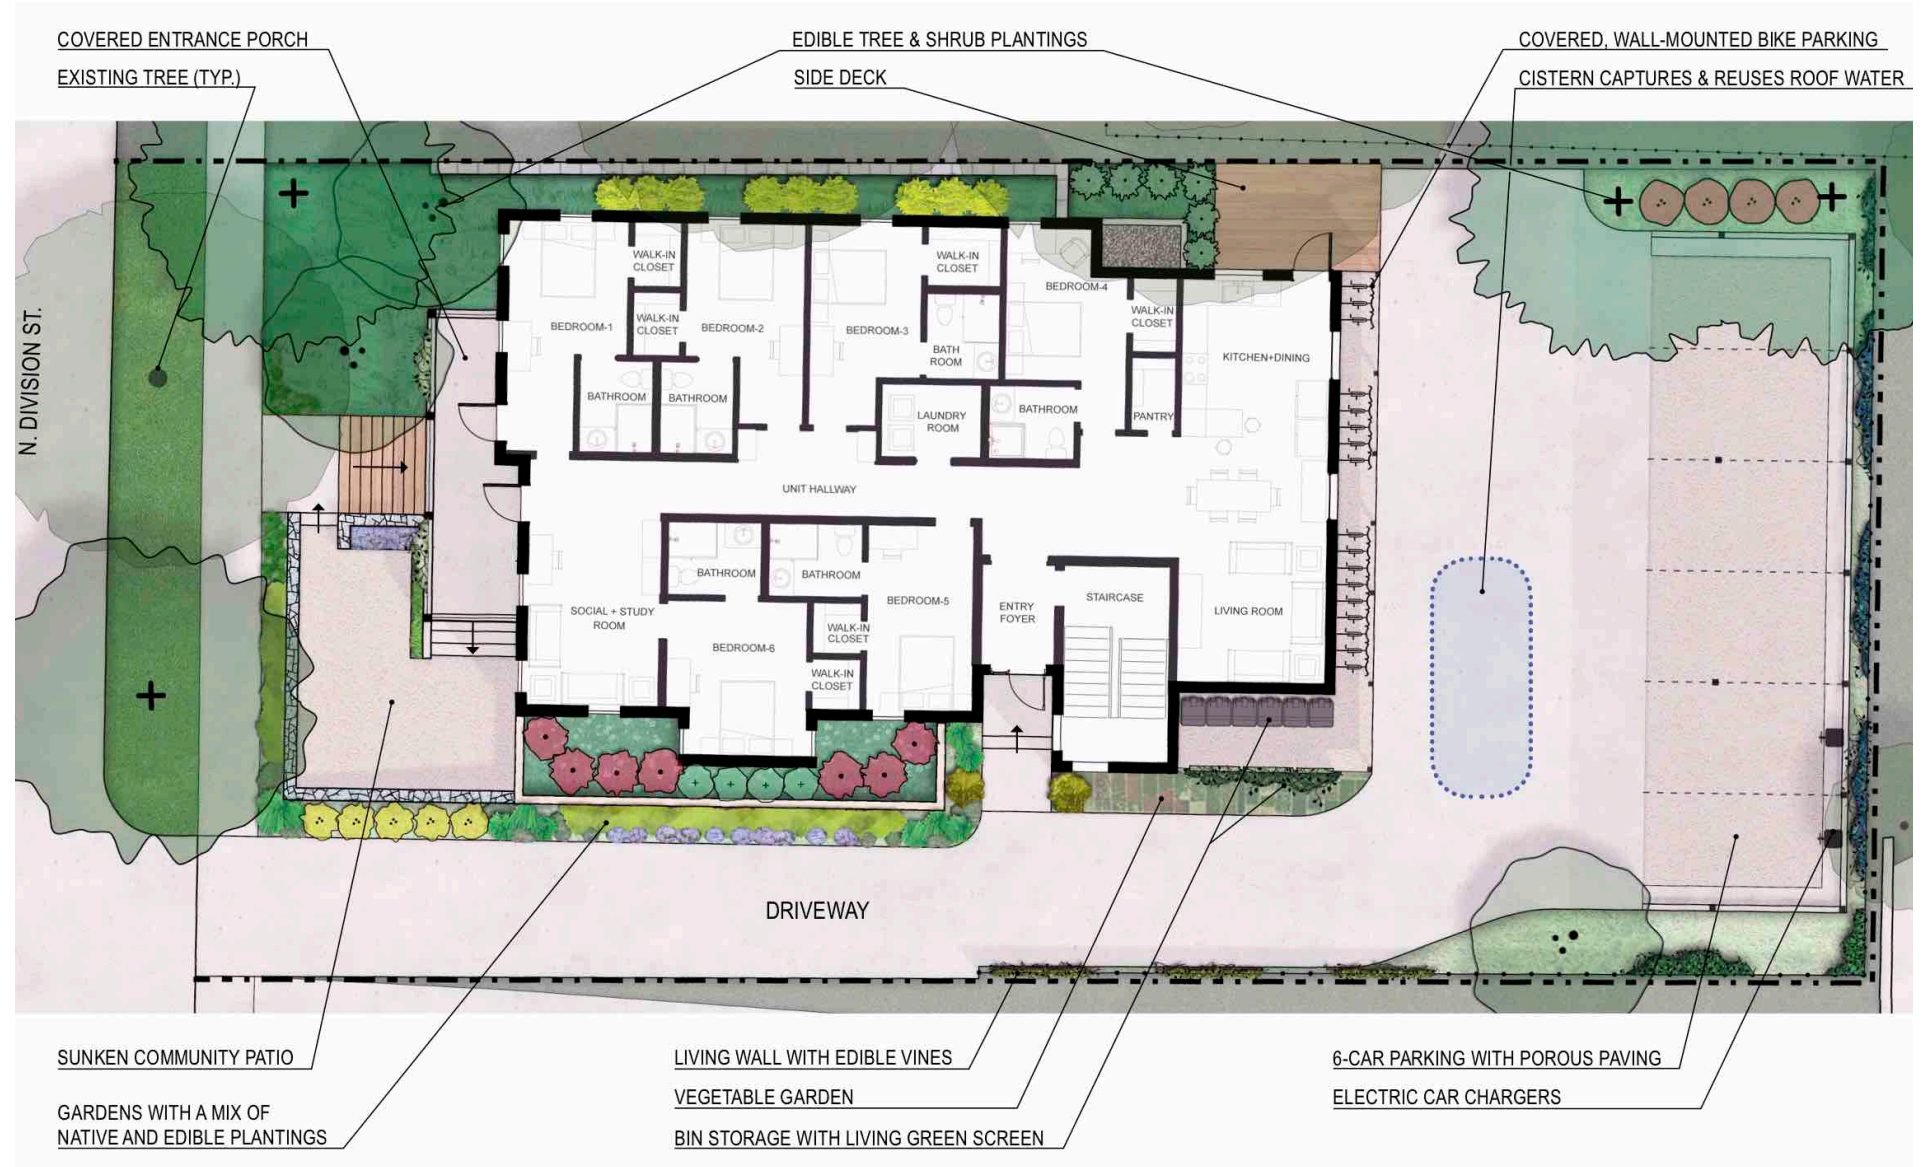 COVERED ENTRANCE PORCH
EXISTING TREE (TYP.)
EDIBLE TREE & SHRUB PLANTINGS
SIDE DECK
COVERED, WALL-MOUNTED BIKE PARKING
CISTERN CAPTURES & REUSES ROOF WATER
N. DIVISION ST.
WALK-IN
CLOSET
WALK-IN
CLOSET
BEDROOM-1
WALK-IN
CLOSET
BEDROOM-2
BEDROOM-3
BATH
ROOM
BEDROOM-4
WALK-IN
CLOSET
KITCHEN+DINING
BATHROOM
BATHROOM
LAUNDRY
ROOM
BATHROOM
PANTRY
UNIT HALLWAY
BATHROOM
BATHROOM
SOCIAL + STUDY
ROOM
BEDROOM-5
ENTRY
FOYER
STAIRCASE
LIVING ROOM
WALK-IN
CLOSET
BEDROOM-6
WALK-IN
CLOSET
DRIVEWAY
SUNKEN COMMUNITY PATIO
GARDENS WITH A MIX OF
NATIVE AND EDIBLE PLANTINGS
LIVING WALL WITH EDIBLE VINES
VEGETABLE GARDEN
BIN STORAGE WITH LIVING GREEN SCREEN
6-CAR PARKING WITH POROUS PAVING
ELECTRIC CAR CHARGERS